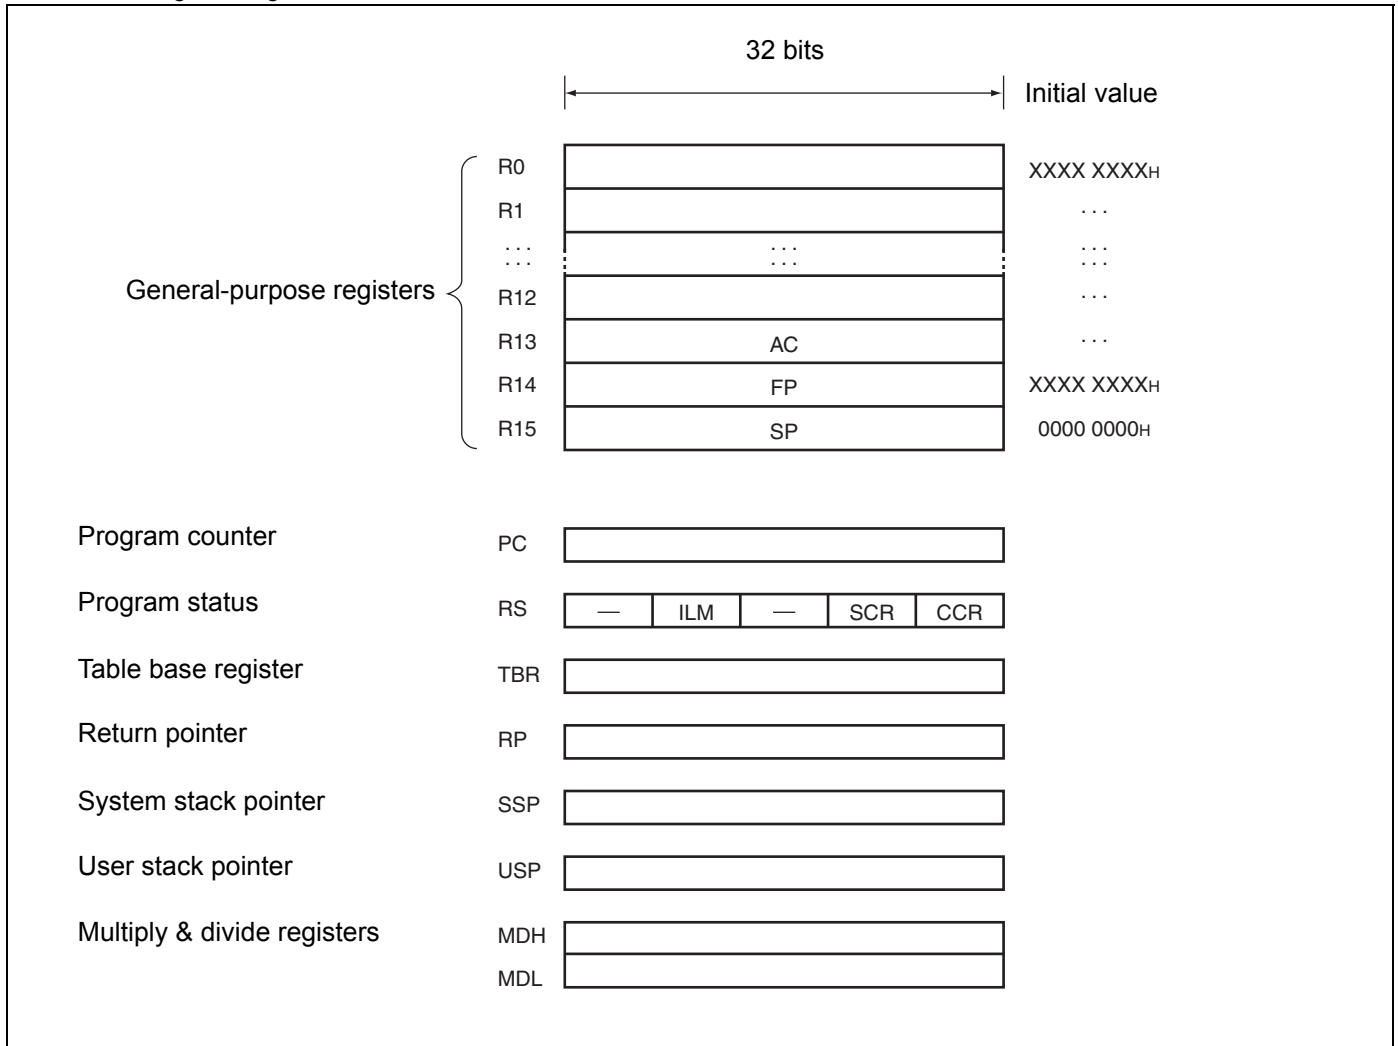 32 bits
Initial value
R0 XXXX XXXXH
R1 ...
... ... ...
... ... ...
General-purpose registers
R12 ...
R13 AC ...
R14 FP XXXX XXXXH
R15 SP 0000 0000H
Program counter PC
Program status RS — ILM — SCR CCR
Table base register TBR
Return pointer RP
System stack pointer SSP
User stack pointer USP
Multiply & divide registers MDH
MDL